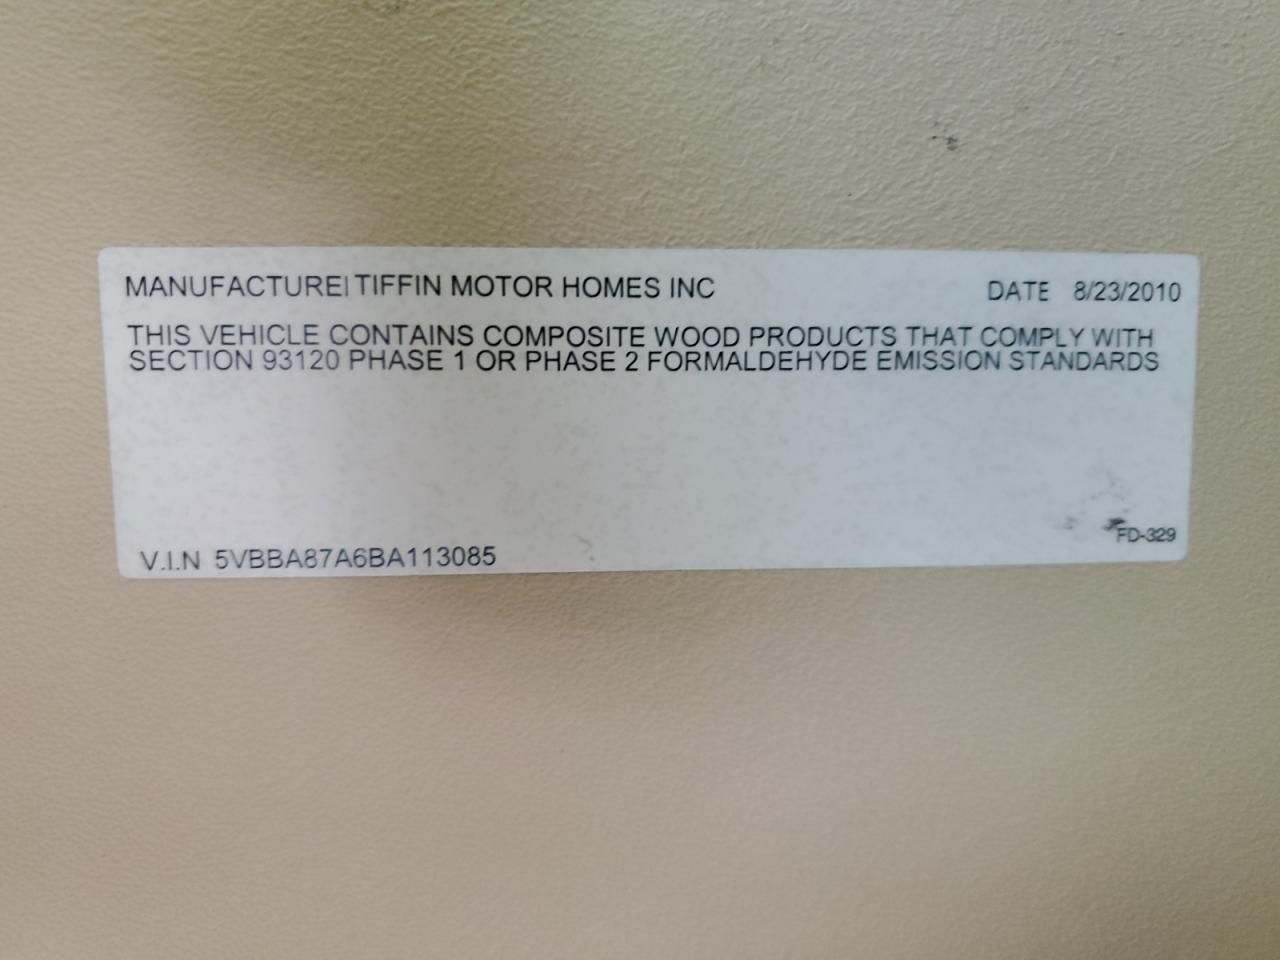 MANUFACTURE| TIFFIN MOTOR HOMES INC DATE 8/23/2010
THIS VEHICLE CONTAINS COMPOSITE WOOD PRODUCTS THAT COMPLY WITH
SECTION 93120 PHASE 1 OR PHASE 2 FORMALDEHYDE EMISSION STANDARDS
FD-329
V.I.N 5VBBA87A6BA113085